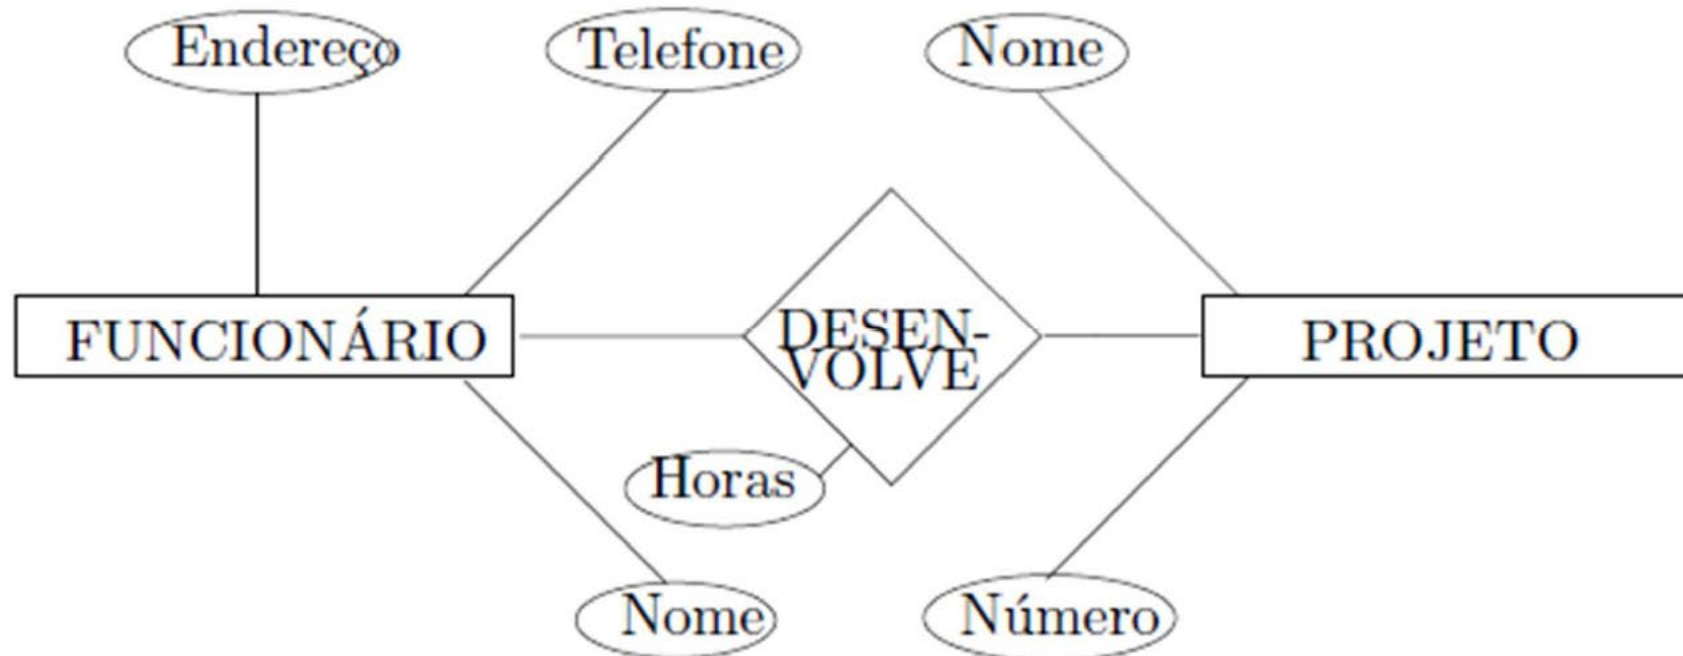 Endereço
Telefone
Nome
FUNCIONÁRIO
DESEN-
VOLVE
PROJETO
Horas
Nome
Número